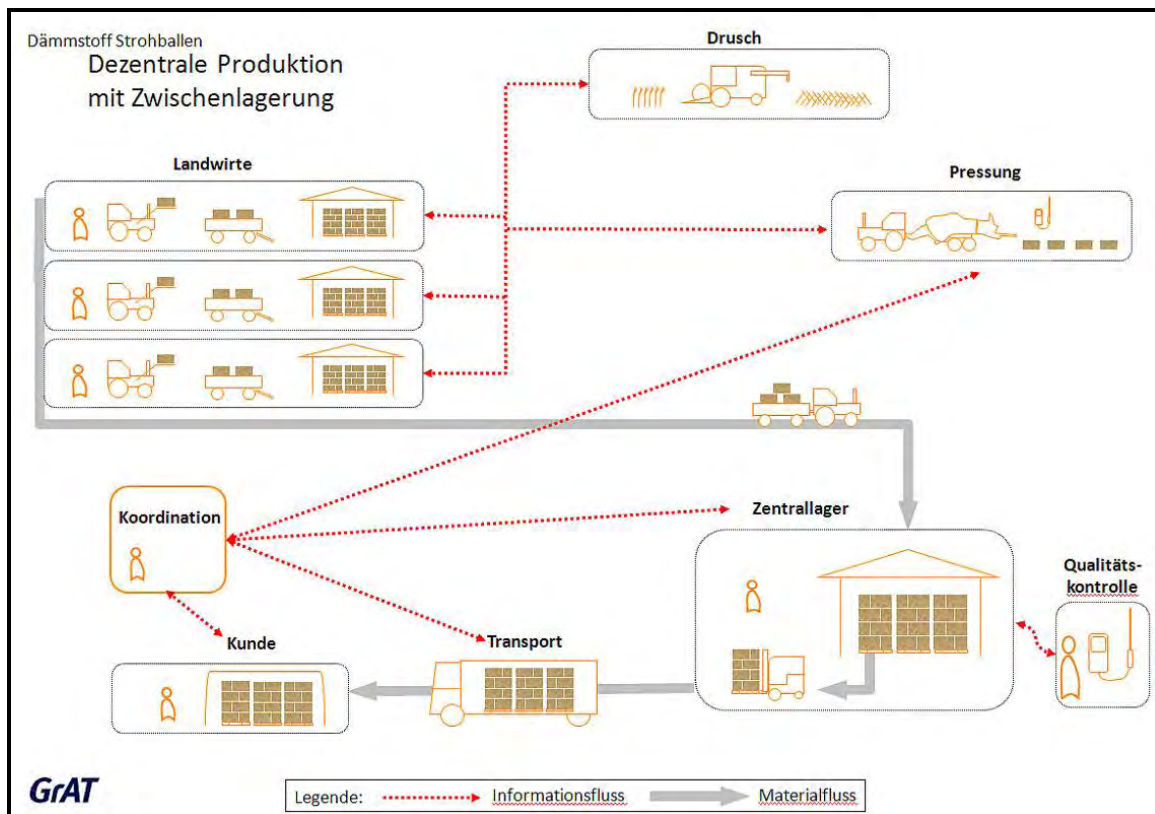 Dämmstoff Strohballen
Dezentrale Produktion
mit Zwischenlagerung
Drusch
Landwirte
Pressung
Koordination
Zentrallager
Qualitäts-
kontrolle
Kunde
Transport
GrAT
Legende: Informationsfluss Materialfluss